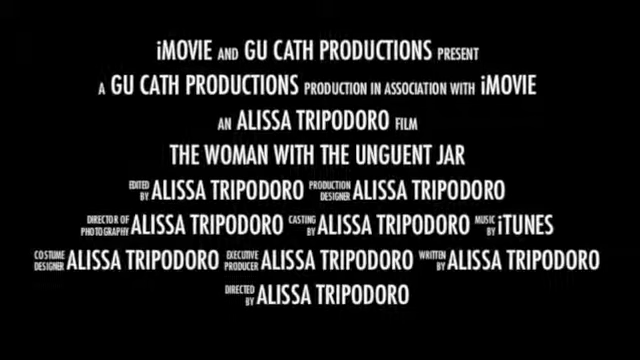 iMOVIE AND GU CATH PRODUCTIONS PRESENT
A GU CATH PRODUCTIONS PRODUCTION IN ASSOCIATION WITH iMOVIE
AN ALISSA TRIPODORO FILM
THE WOMAN WITH THE UNGUENT JAR
EDITED BY ALISSA TRIPODORO PRODUCTION DESIGNER ALISSA TRIPODORO
DIRECTOR OF PHOTOGRAPHY ALISSA TRIPODORO CASTING BY ALISSA TRIPODORO MUSIC BY iTUNES
COSTUME DESIGNER ALISSA TRIPODORO EXECUTIVE PRODUCER ALISSA TRIPODORO WRITTEN BY ALISSA TRIPODORO
DIRECTED BY ALISSA TRIPODORO